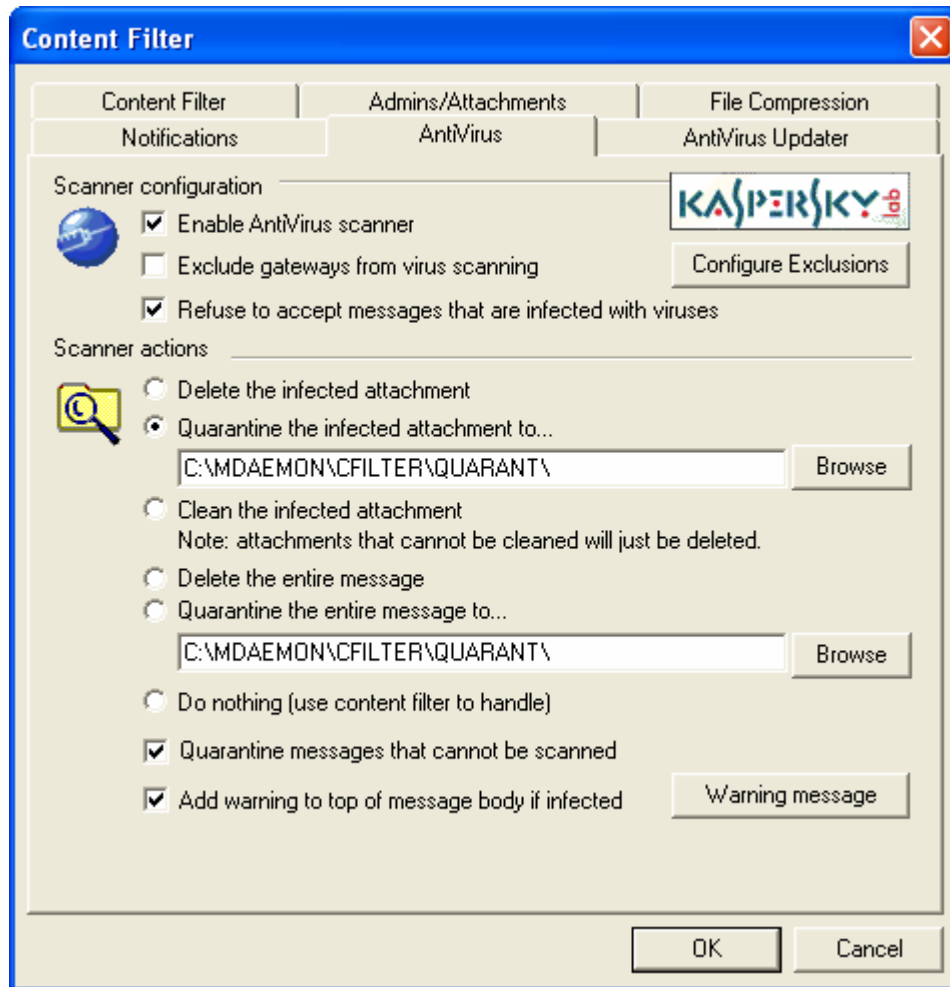 Content Filter
Content Filter
Admins/Attachments
File Compression
Notifications
AntiVirus
AntiVirus Updater
Scanner configuration
KASPERSKY lab
Enable AntiVirus scanner
Exclude gateways from virus scanning
Configure Exclusions
Refuse to accept messages that are infected with viruses
Scanner actions
Delete the infected attachment
Quarantine the infected attachment to...
C:\MDAEMON\CFILTER\QUARANT\
Browse
Clean the infected attachment
Note: attachments that cannot be cleaned will just be deleted.
Delete the entire message
Quarantine the entire message to...
C:\MDAEMON\CFILTER\QUARANT\
Browse
Do nothing (use content filter to handle)
Quarantine messages that cannot be scanned
Add warning to top of message body if infected
Warning message
OK
Cancel